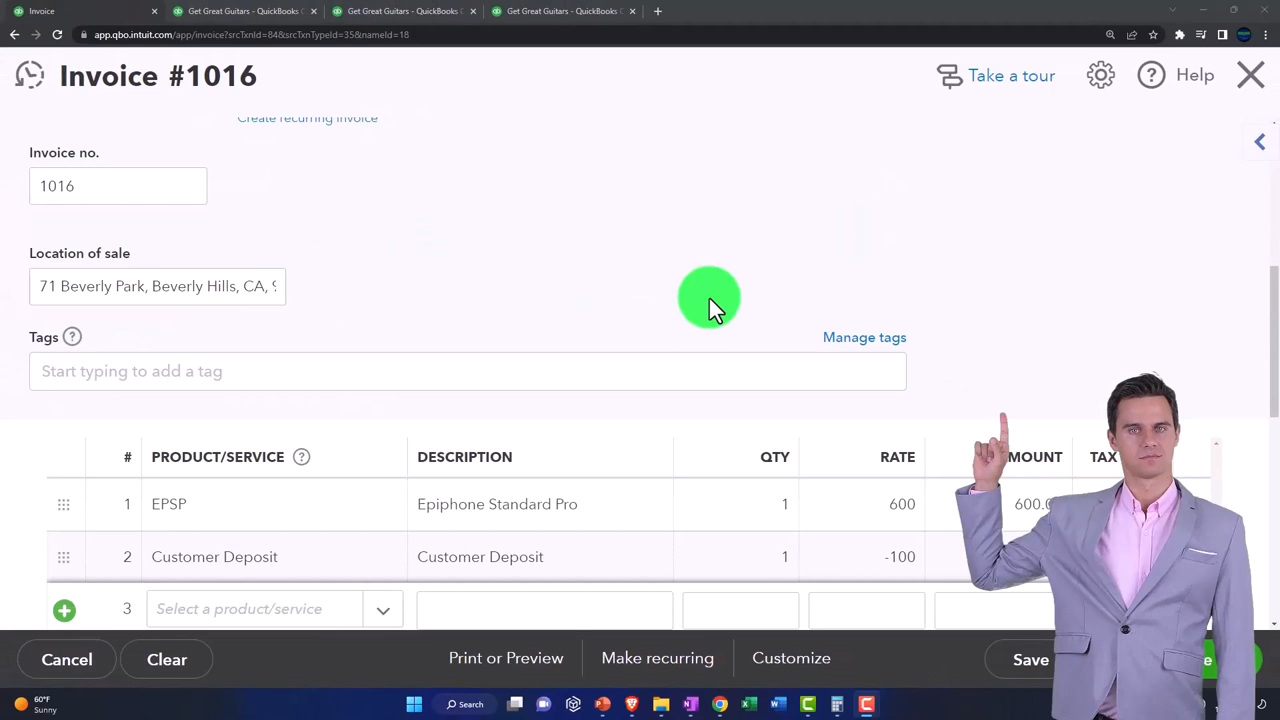 Invoice
Get Great Guitars - QuickBooks O
Get Great Guitars - QuickBooks O
Get Great Guitars - QuickBooks O
app.qbo.intuit.com/app/invoice?srcTxnId=84&srcTxnTypeId=35&nameId=18
Invoice #1016
Take a tour
Help
Create recurring invoice
Invoice no.
1016
Location of sale
71 Beverly Park, Beverly Hills, CA, 9
Tags
Manage tags
Start typing to add a tag
# PRODUCT/SERVICE DESCRIPTION QTY RATE MOUNT TAX
1 EPSP Epiphone Standard Pro 1 600 600.0
2 Customer Deposit Customer Deposit 1 -100
3 Select a product/service
Cancel Clear Print or Preview Make recurring Customize Save
60°F
Sunny
Search